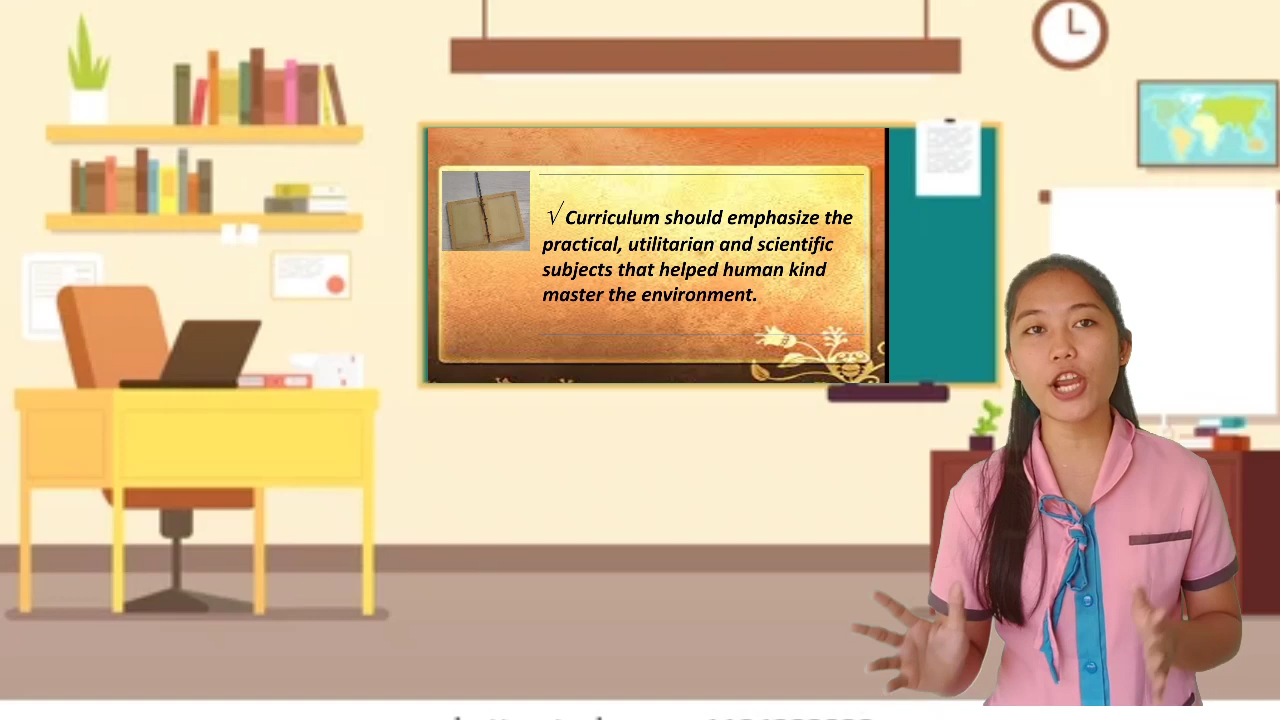 √ Curriculum should emphasize the
practical, utilitarian and scientific
subjects that helped human kind
master the environment.